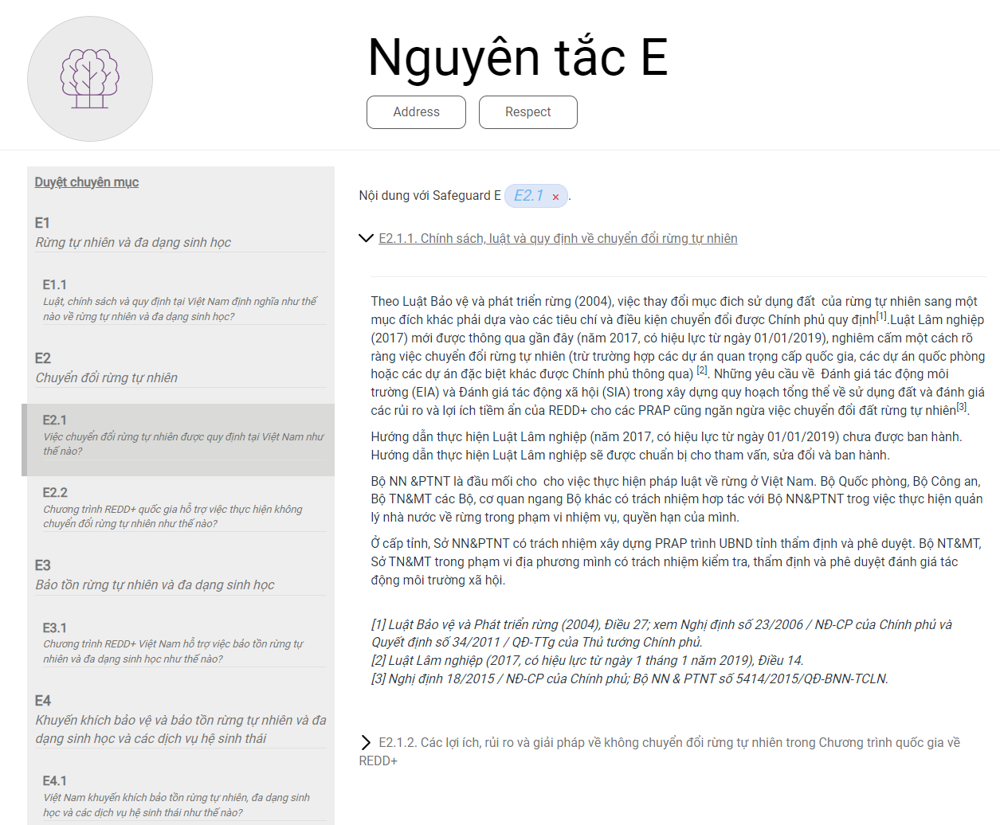 Nguyên tắc E
Address
Respect
Duyệt chuyên mục
E1
Rừng tự nhiên và đa dạng sinh học
E1.1
Luật, chính sách và quy định tại Việt Nam định nghĩa như thế
nào về rừng tự nhiên và đa dạng sinh học?
E2
Chuyển đổi rừng tự nhiên
E2.1
Việc chuyển đổi rừng tự nhiên được quy định tại Việt Nam như
thế nào?
E2.2
Chương trình REDD+ quốc gia hỗ trợ việc thực hiện không
chuyển đổi rừng tự nhiên như thế nào?
E3
Bảo tồn rừng tự nhiên và đa dạng sinh học
E3.1
Chương trình REDD+ Việt Nam hỗ trợ việc bảo tồn rừng tự
nhiên và đa dạng sinh học như thế nào?
E4
Khuyến khích bảo vệ và bảo tồn rừng tự nhiên và đa
dạng sinh học và các dịch vụ hệ sinh thái
E4.1
Việt Nam khuyến khích bảo tồn rừng tự nhiên, đa dạng sinh
học và các dịch vụ hệ sinh thái như thế nào?
Nội dung với Safeguard E E2.1 ×.
E2.1.1. Chính sách, luật và quy định về chuyển đổi rừng tự nhiên
Theo Luật Bảo vệ và phát triển rừng (2004), việc thay đổi mục đich sử dụng đất của rừng tự nhiên sang một
mục đích khác phải dựa vào các tiêu chí và điều kiện chuyển đổi được Chính phủ quy định[1].Luật Lâm nghiệp
(2017) mới được thông qua gần đây (năm 2017, có hiệu lực từ ngày 01/01/2019), nghiêm cấm một cách rõ
ràng việc chuyển đổi rừng tự nhiên (trừ trường hợp các dự án quan trọng cấp quốc gia, các dự án quốc phòng
hoặc các dự án đặc biệt khác được Chính phủ thông qua) [2]. Những yêu cầu về Đánh giá tác động môi
trường (EIA) và Đánh giá tác động xã hội (SIA) trong xây dựng quy hoạch tổng thể về sử dụng đất và đánh giá
các rủi ro và lợi ích tiềm ẩn của REDD+ cho các PRAP cũng ngăn ngừa việc chuyển đổi đất rừng tự nhiên[3].
Hướng dẫn thực hiện Luật Lâm nghiệp (năm 2017, có hiệu lực từ ngày 01/01/2019) chưa được ban hành.
Hướng dẫn thực hiện Luật Lâm nghiệp sẽ được chuẩn bị cho tham vấn, sửa đổi và ban hành.
Bộ NN &PTNT là đầu mối cho cho việc thực hiện pháp luật về rừng ở Việt Nam. Bộ Quốc phòng, Bộ Công an,
Bộ TN&MT các Bộ, cơ quan ngang Bộ khác có trách nhiệm hơp tác với Bộ NN&PTNT trog việc thực hiện quản
lý nhà nước về rừng trong phạm vi nhiệm vụ, quyền hạn của mình.
Ở cấp tỉnh, Sở NN&PTNT có trách nhiệm xây dựng PRAP trình UBND tỉnh thẩm định và phê duyệt. Bộ NT&MT,
Sở TN&MT trong phạm vi địa phương mình có trách nhiệm kiểm tra, thẩm định và phê duyệt đánh giá tác
động môi trường xã hội.
[1] Luật Bảo vệ và Phát triển rừng (2004), Điều 27; xem Nghị định số 23/2006 / NĐ-CP của Chính phủ và
Quyết định số 34/2011 / QĐ-TTg của Thủ tướng Chính phủ.
[2] Luật Lâm nghiệp (2017, có hiệu lực từ ngày 1 tháng 1 năm 2019), Điều 14.
[3] Nghị định 18/2015 / NĐ-CP của Chính phủ; Bộ NN & PTNT số 5414/2015/QĐ-BNN-TCLN.
E2.1.2. Các lợi ích, rủi ro và giải pháp về không chuyển đổi rừng tự nhiên trong Chương trình quốc gia về
REDD+